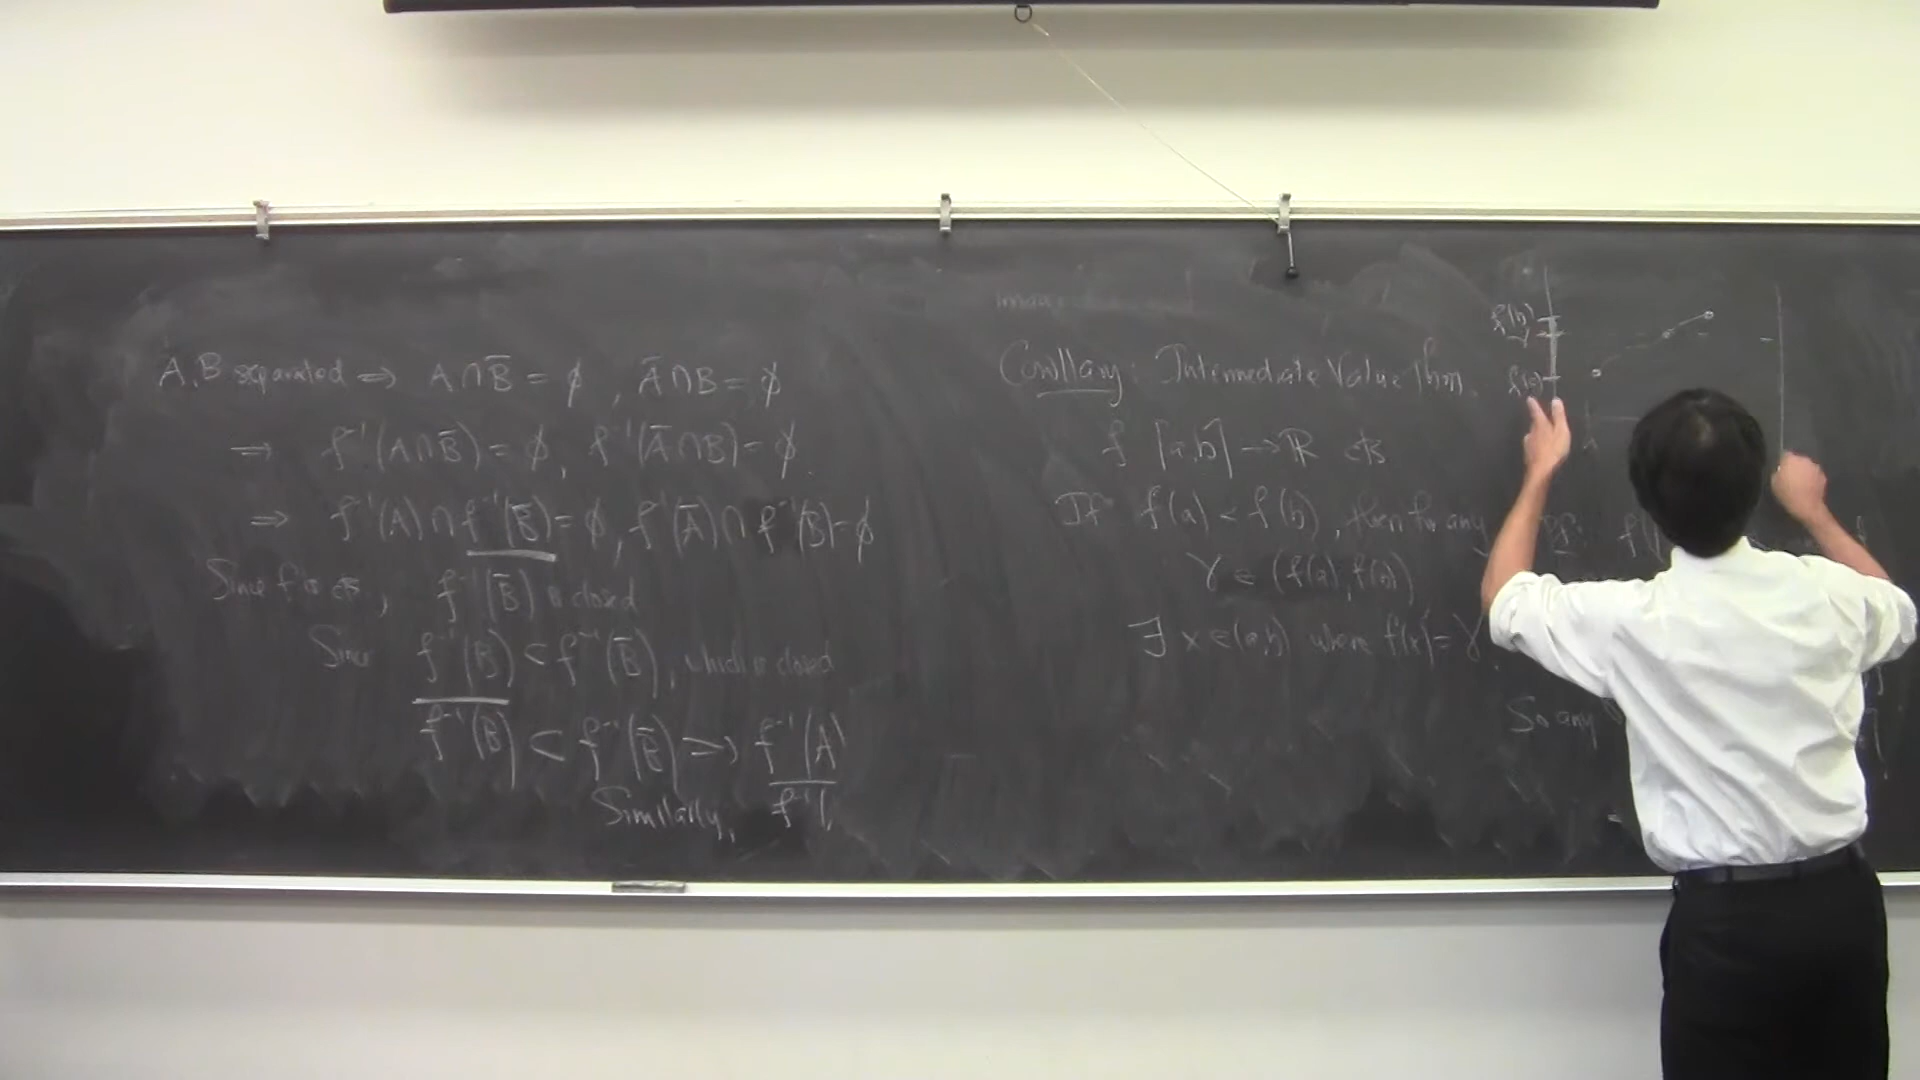 A, B separated ⇒ A∩B̅ = ϕ , A̅∩B = ϕ
⇒ f⁻¹(A∩B̅) = ϕ, f⁻¹(A̅∩B) = ϕ.
⇒ f⁻¹(A) ∩ f⁻¹(B̅) = ϕ, f⁻¹(A̅) ∩ f⁻¹(B) = ϕ
Since f is cts, f⁻¹(B̅) is closed
Since f⁻¹(B) ⊂ f⁻¹(B̅), which is closed
f⁻¹(B) ⊂ f⁻¹(B̅) ⇒ f⁻¹(A)
Similarly, f⁻¹(
Corollary: Intermediate Value Thm.
f [a,b] → ℝ cts
If f(a) < f(b), then for any
γ ∈ (f(a), f(b))
∃ x ∈ (a,b) where f(x) = γ.
f(b)
f(a)
Pf: f(
So any